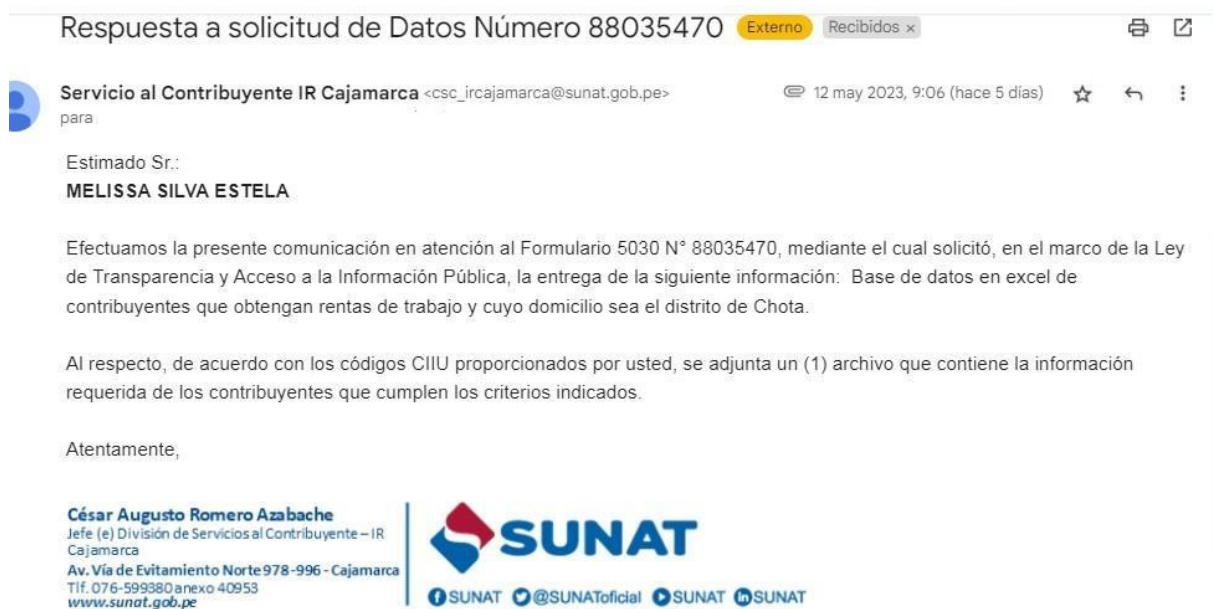 Respuesta a solicitud de Datos Número 88035470 Externo Recibidos x
Servicio al Contribuyente IR Cajamarca <csc_ircajamarca@sunat.gob.pe> 12 may 2023, 9:06 (hace 5 días)
para
Estimado Sr.:
MELISSA SILVA ESTELA
Efectuamos la presente comunicación en atención al Formulario 5030 N° 88035470, mediante el cual solicitó, en el marco de la Ley
de Transparencia y Acceso a la Información Pública, la entrega de la siguiente información: Base de datos en excel de
contribuyentes que obtengan rentas de trabajo y cuyo domicilio sea el distrito de Chota.
Al respecto, de acuerdo con los códigos CIIU proporcionados por usted, se adjunta un (1) archivo que contiene la información
requerida de los contribuyentes que cumplen los criterios indicados.
Atentamente,
César Augusto Romero Azabache
Jefe (e) División de Servicios al Contribuyente – IR
Cajamarca
Av. Vía de Evitamiento Norte 978-996 - Cajamarca
Tlf. 076-599380 anexo 40953
www.sunat.gob.pe
SUNAT
SUNAT @SUNAToficial SUNAT SUNAT